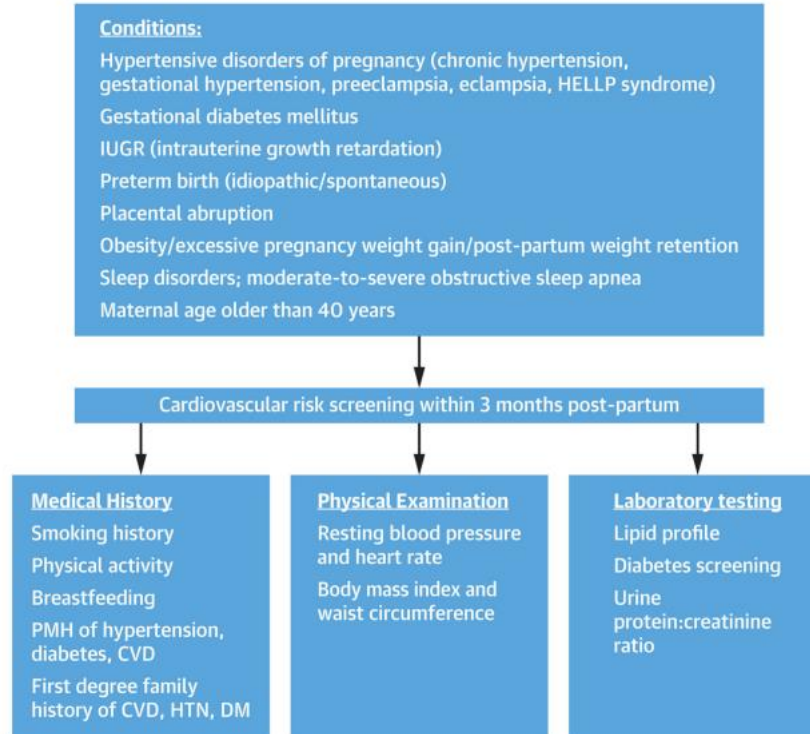 Conditions:
Hypertensive disorders of pregnancy (chronic hypertension,
gestational hypertension, preeclampsia, eclampsia, HELLP syndrome)
Gestational diabetes mellitus
IUGR (intrauterine growth retardation)
Preterm birth (idiopathic/spontaneous)
Placental abruption
Obesity/excessive pregnancy weight gain/post-partum weight retention
Sleep disorders; moderate-to-severe obstructive sleep apnea
Maternal age older than 40 years
Cardiovascular risk screening within 3 months post-partum
Medical History
Smoking history
Physical activity
Breastfeeding
PMH of hypertension,
diabetes, CVD
First degree family
history of CVD, HTN, DM
Physical Examination
Resting blood pressure
and heart rate
Body mass index and
waist circumference
Laboratory testing
Lipid profile
Diabetes screening
Urine
protein:creatinine
ratio